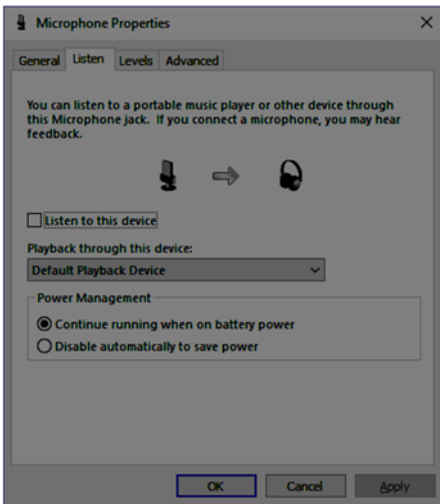 Microphone Properties
General Listen Levels Advanced
You can listen to a portable music player or other device through
this Microphone jack. If you connect a microphone, you may hear
feedback.
Listen to this device
Playback through this device:
Default Playback Device
Power Management
Continue running when on battery power
Disable automatically to save power
OK Cancel Apply